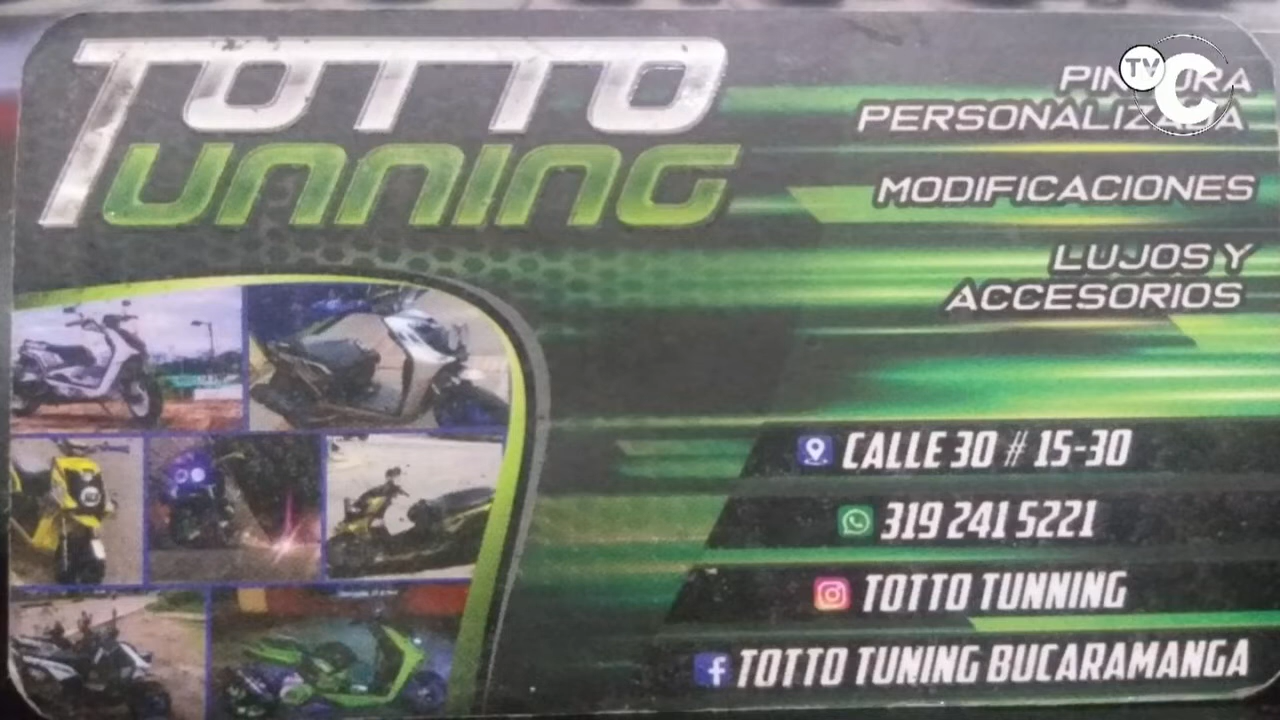 TOTTO
TUNNING
TV C
PINTURA
PERSONALIZADA
MODIFICACIONES
LUJOS Y
ACCESORIOS
CALLE 30 # 15-30
319 241 5221
TOTTO TUNNING
TOTTO TUNING BUCARAMANGA